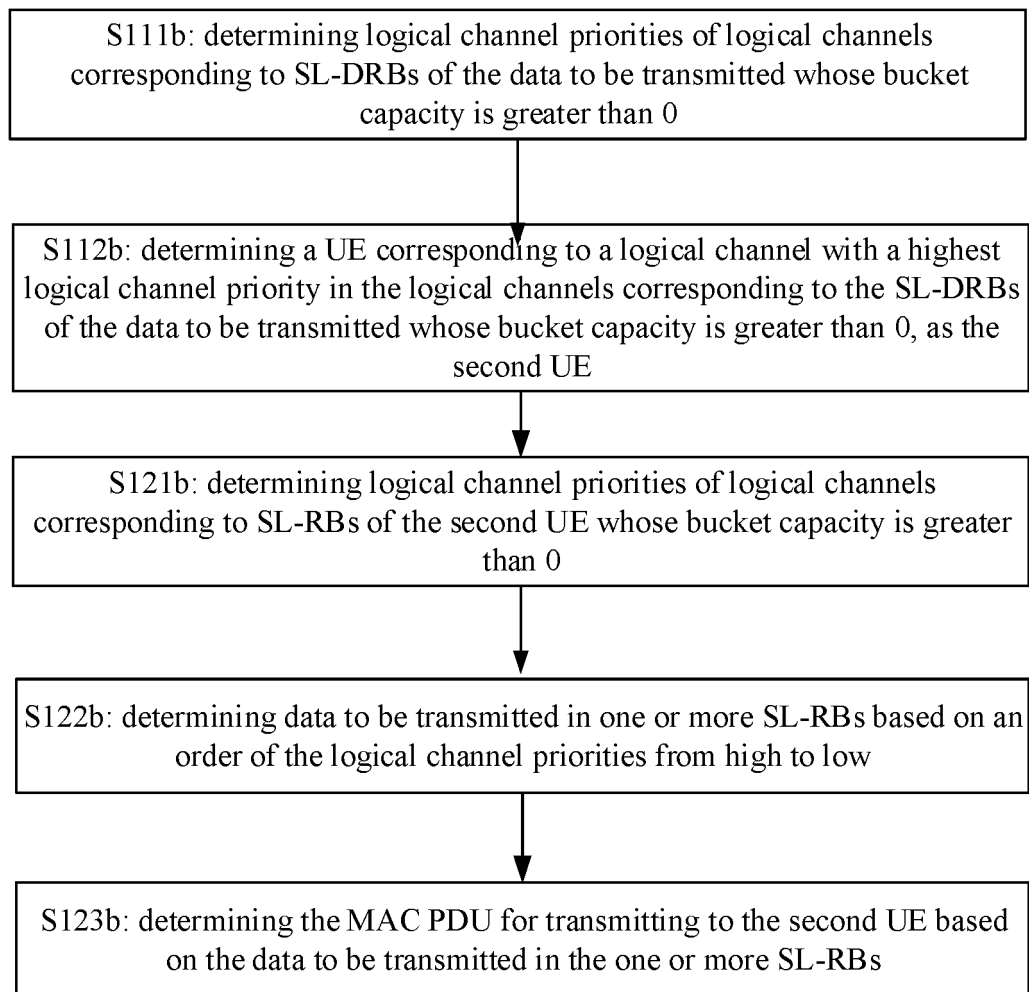 S111b: determining logical channel priorities of logical channels
corresponding to SL-DRBs of the data to be transmitted whose bucket
capacity is greater than 0
S112b: determining a UE corresponding to a logical channel with a highest
logical channel priority in the logical channels corresponding to the SL-DRBs
of the data to be transmitted whose bucket capacity is greater than 0, as the
second UE
S121b: determining logical channel priorities of logical channels
corresponding to SL-RBs of the second UE whose bucket capacity is greater
than 0
S122b: determining data to be transmitted in one or more SL-RBs based on an
order of the logical channel priorities from high to low
S123b: determining the MAC PDU for transmitting to the second UE based
on the data to be transmitted in the one or more SL-RBs